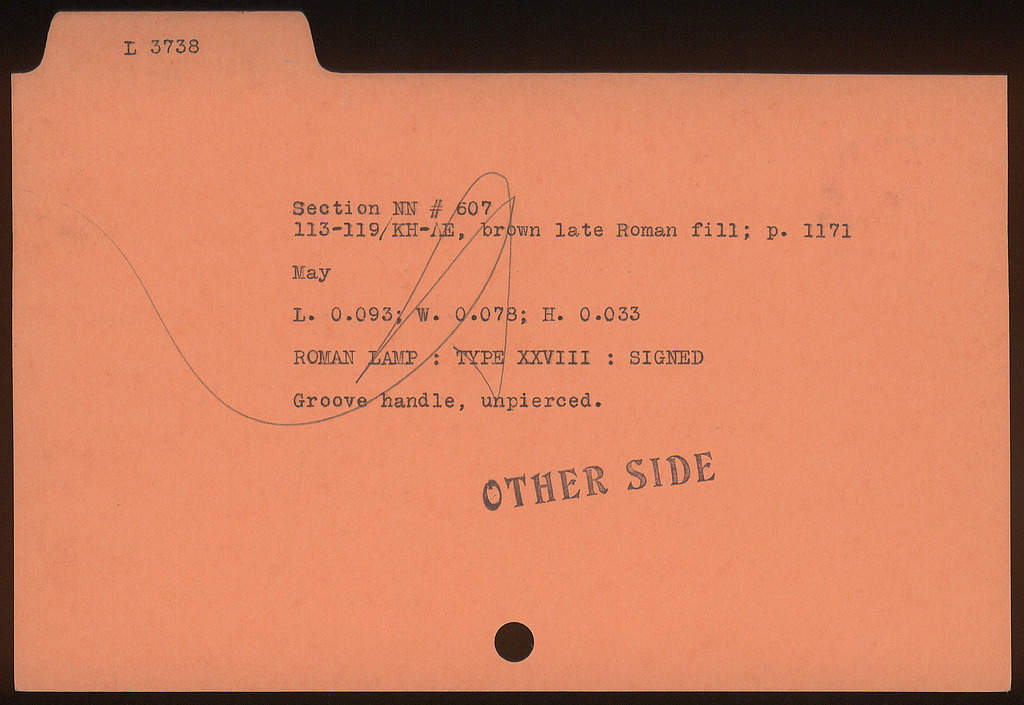 L 3738
Section NN # 607
113-119/KH-ΛE, brown late Roman fill; p. 1171
May
L. 0.093; W. 0.078; H. 0.033
ROMAN LAMP : TYPE XXVIII : SIGNED
Groove handle, unpierced.
OTHER SIDE